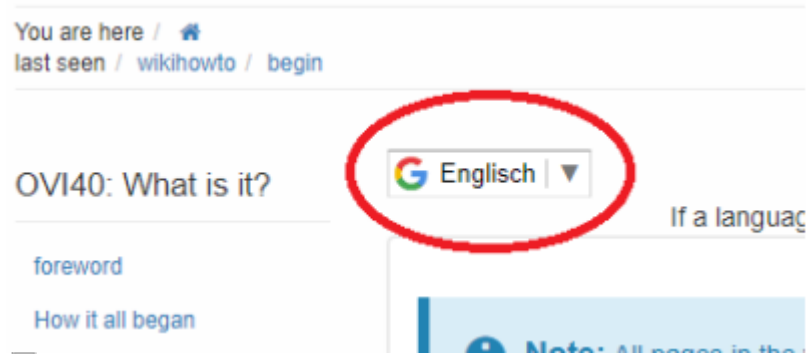 You are here /
last seen / wikihowto / begin
Englisch
OVI40: What is it?
If a languag
foreword
How it all began
Note: All pages in the